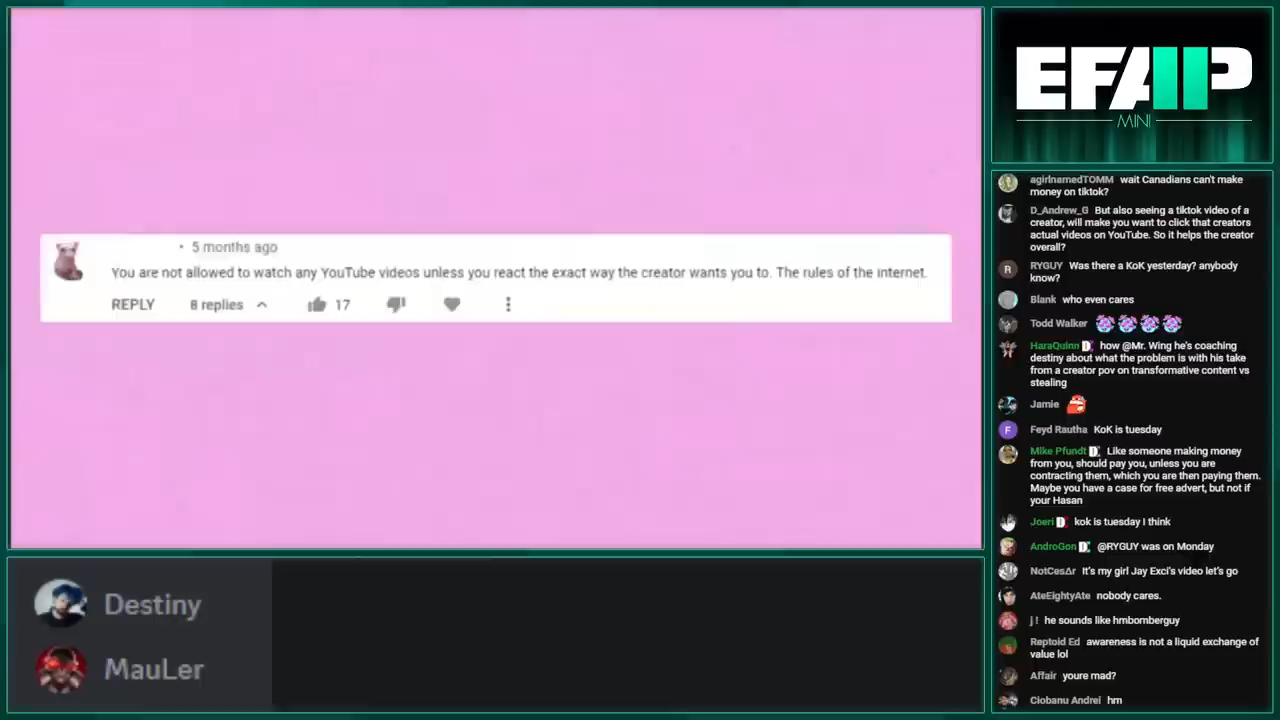 • 5 months ago
You are not allowed to watch any YouTube videos unless you react the exact way the creator wants you to. The rules of the internet.
REPLY 8 replies 17
Destiny
MauLer
EFAP
MINI
agirlnamedTOMM wait Canadians can't make
money on tiktok?
D_Andrew_G But also seeing a tiktok video of a
creator, will make you want to click that creators
actual videos on YouTube. So it helps the creator
overall?
R RYGUY Was there a KoK yesterday? anybody
know?
Blank who even cares
Todd Walker
HaraQuinn D how @Mr. Wing he's coaching
destiny about what the problem is with his take
from a creator pov on transformative content vs
stealing
Jamie
F Feyd Rautha KoK is tuesday
Mike Pfundt D Like someone making money
from you, should pay you, unless you are
contracting them, which you are then paying them.
Maybe you have a case for free advert, but not if
your Hasan
Joeri D kok is tuesday I think
AndroGon D @RYGUY was on Monday
NotCesΔr It's my girl Jay Exci's video let's go
AteEightyAte nobody cares.
j ! he sounds like hmbomberguy
Reptoid Ed awareness is not a liquid exchange of
value lol
Affair youre mad?
Ciobanu Andrei hm